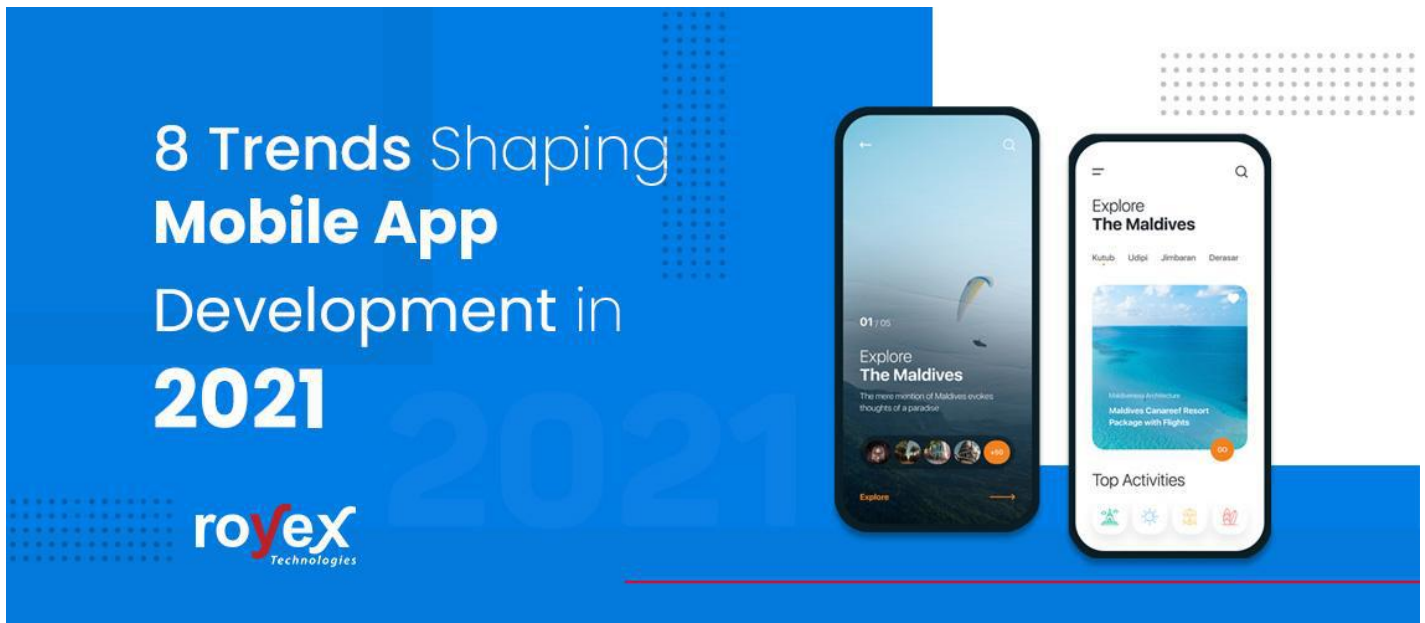 8 Trends Shaping
Mobile App
Development in
2021
2021
royex
Technologies
01 / 05
Explore
The Maldives
The mere mention of Maldives evokes
thoughts of a paradise
+50
Explore
Explore
The Maldives
Kutub Udipi Jimbaran Derasar
Maldives Canareef Resort
Package with Flights
GO
Top Activities